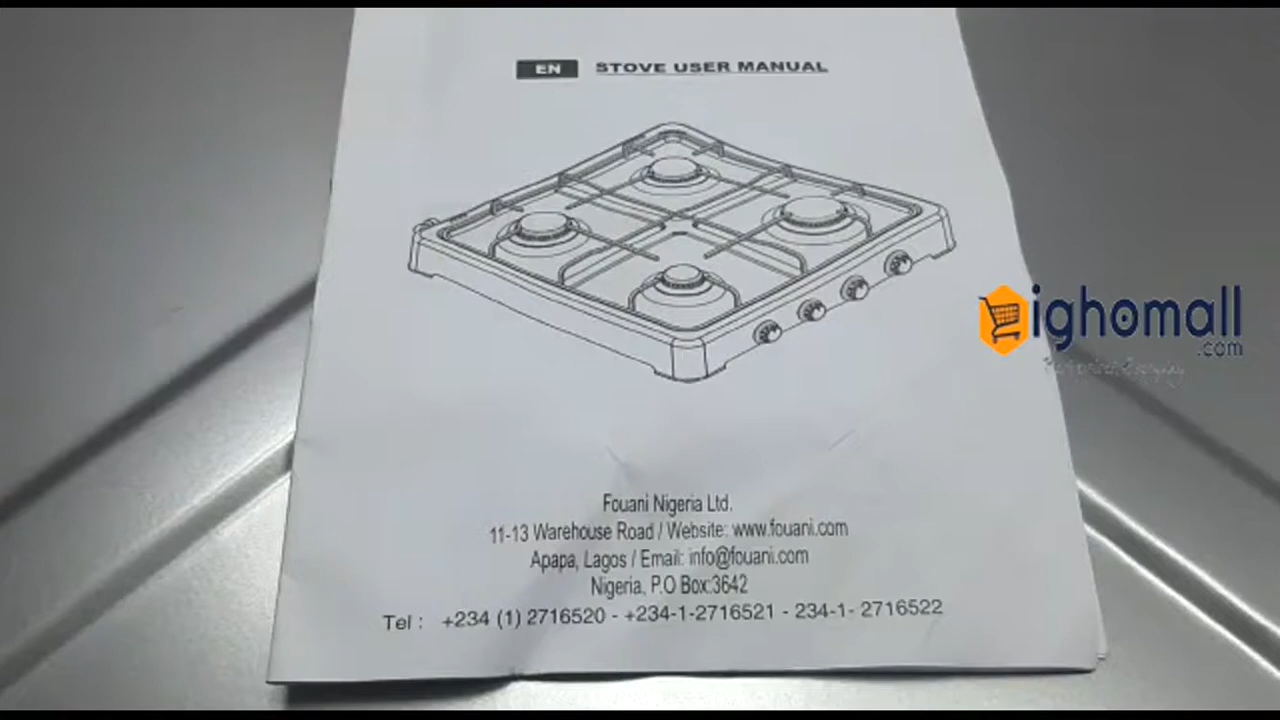 EN STOVE USER MANUAL
ighomall
.com
Fouani Nigeria Ltd.
11-13 Warehouse Road / Website: www.fouani.com
Apapa, Lagos / Email: info@fouani.com
Nigeria, P.O Box:3642
Tel : +234 (1) 2716520 - +234-1-2716521 - 234-1- 2716522